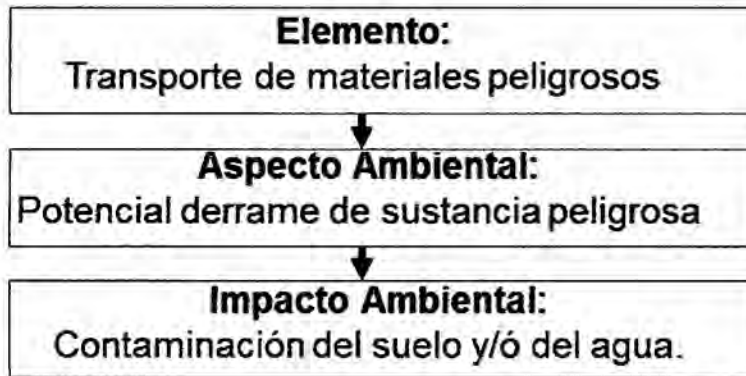 Elemento:
Transporte de materiales peligrosos
Aspecto Ambiental:
Potencial derrame de sustancia peligrosa
Impacto Ambiental:
Contaminación del suelo y/ó del agua.